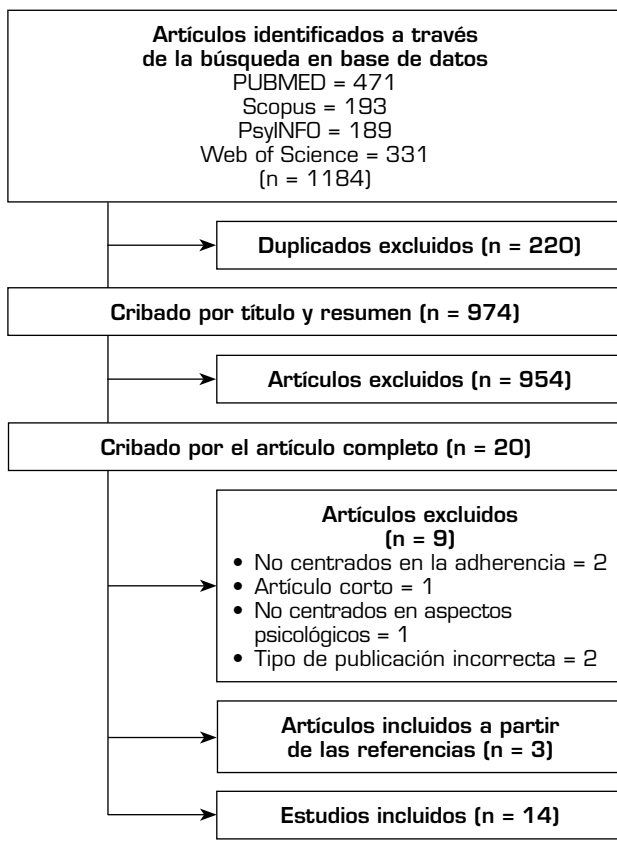 Artículos identificados a través
de la búsqueda en base de datos
PUBMED = 471
Scopus = 193
PsyINFO = 189
Web of Science = 331
(n = 1184)
Duplicados excluidos (n = 220)
Cribado por título y resumen (n = 974)
Artículos excluidos (n = 954)
Cribado por el artículo completo (n = 20)
Artículos excluidos
(n = 9)
• No centrados en la adherencia = 2
• Artículo corto = 1
• No centrados en aspectos
psicológicos = 1
• Tipo de publicación incorrecta = 2
Artículos incluidos a partir
de las referencias (n = 3)
Estudios incluidos (n = 14)